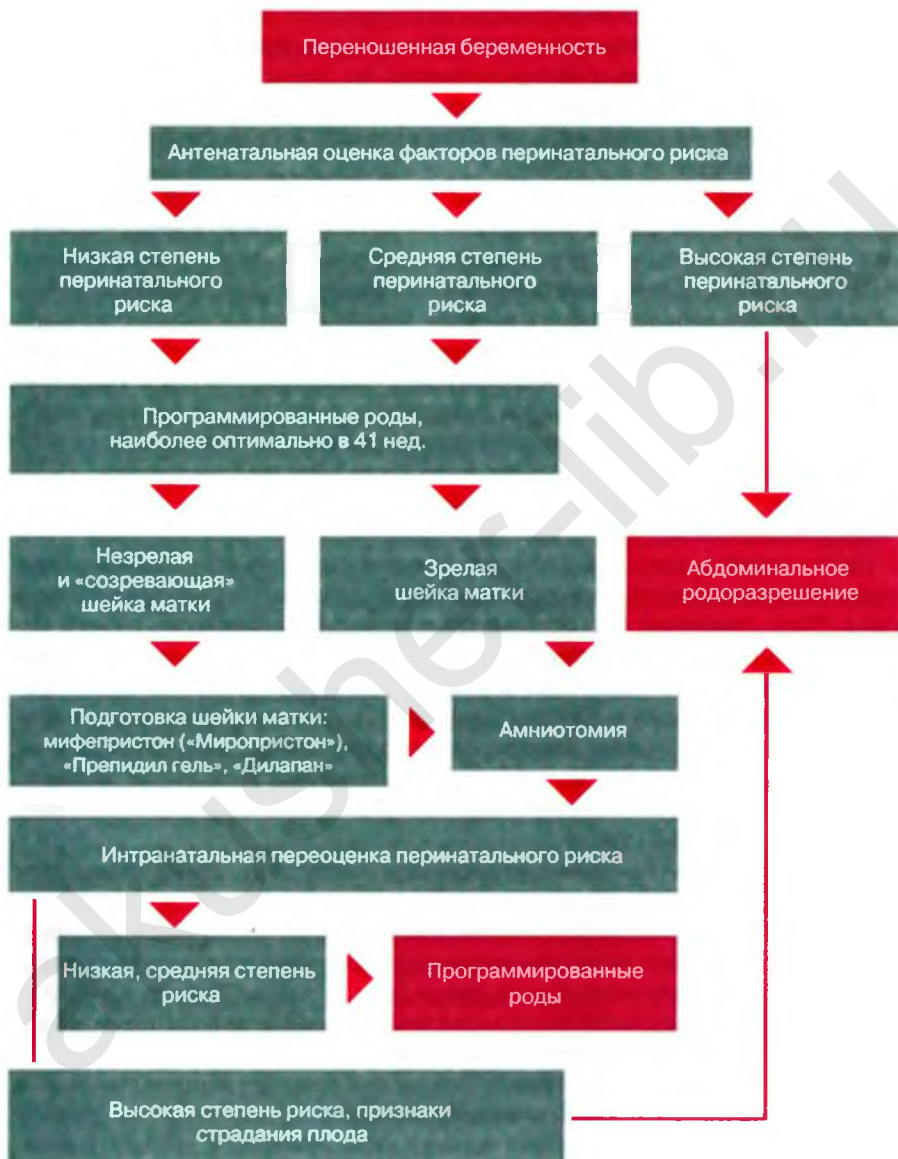 Переношенная беременность
Антенатальная оценка факторов перинатального риска
Низкая степень
перинатального
риска
Средняя степень
перинатального
риска
Высокая степень
перинатального
риска
Программированные роды,
наиболее оптимально в 41 нед.
Незрелая
и «созревающая»
шейка матки
Зрелая
шейка матки
Абдоминальное
родоразрешение
Подготовка шейки матки:
мифепристон («Миропристон»),
«Препидил гель», «Дилапан»
Амниотомия
Интранатальная переоценка перинатального риска
Низкая, средняя степень
риска
Программированные
роды
Высокая степень риска, признаки
страдания плода
akusher-lib.ru